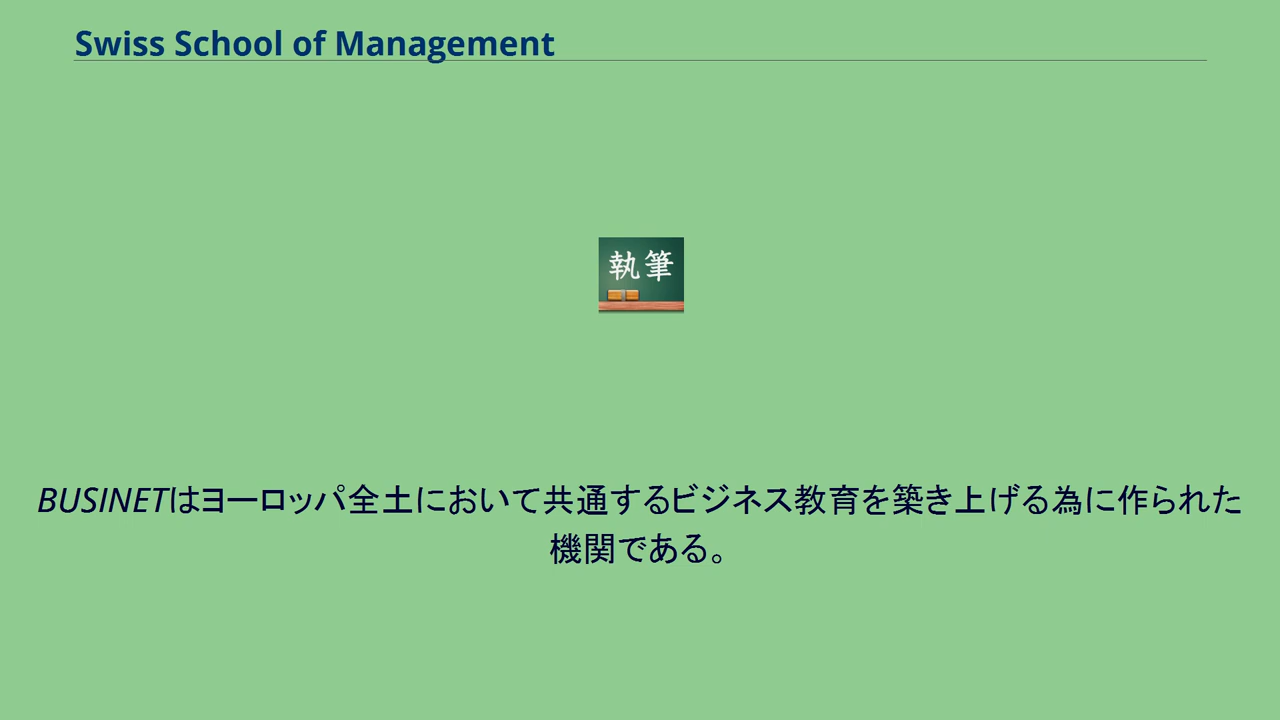 Swiss School of Management
執筆
BUSINETはヨーロッパ全土において共通するビジネス教育を築き上げる為に作られた
機関である。